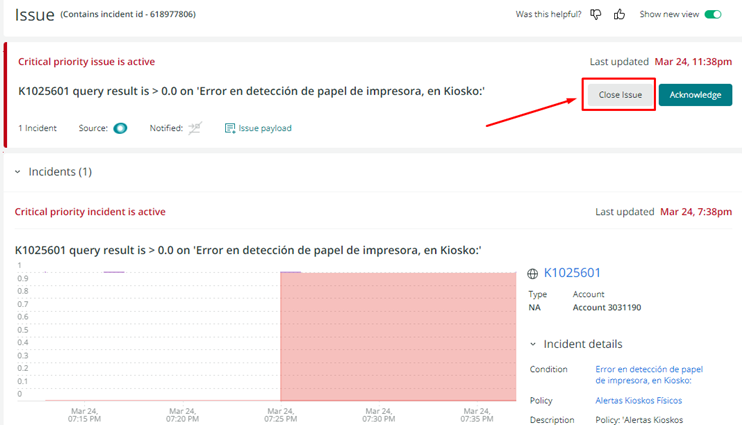 Issue (Contains incident id - 618977806)
Was this helpful?
Show new view
Critical priority issue is active
Last updated Mar 24, 11:38pm
K1025601 query result is > 0.0 on 'Error en detección de papel de impresora, en Kiosko:'
Close Issue
Acknowledge
1 Incident
Source:
Notified:
Issue payload
Incidents (1)
Critical priority incident is active
Last updated Mar 24, 7:38pm
K1025601 query result is > 0.0 on 'Error en detección de papel de impresora, en Kiosko:'
1
0.9
0.8
0.7
0.6
0.5
0.4
0.3
0.2
0.1
0
Mar 24,
07:15 PM
Mar 24,
07:20 PM
Mar 24,
07:25 PM
Mar 24,
07:30 PM
Mar 24,
07:35 PM
K1025601
Type
NA
Account
Account 3031190
Incident details
Condition
Error en detección de papel
de impresora, en Kiosko:
Policy
Alertas Kioskos Físicos
Description
Policy: 'Alertas Kioskos